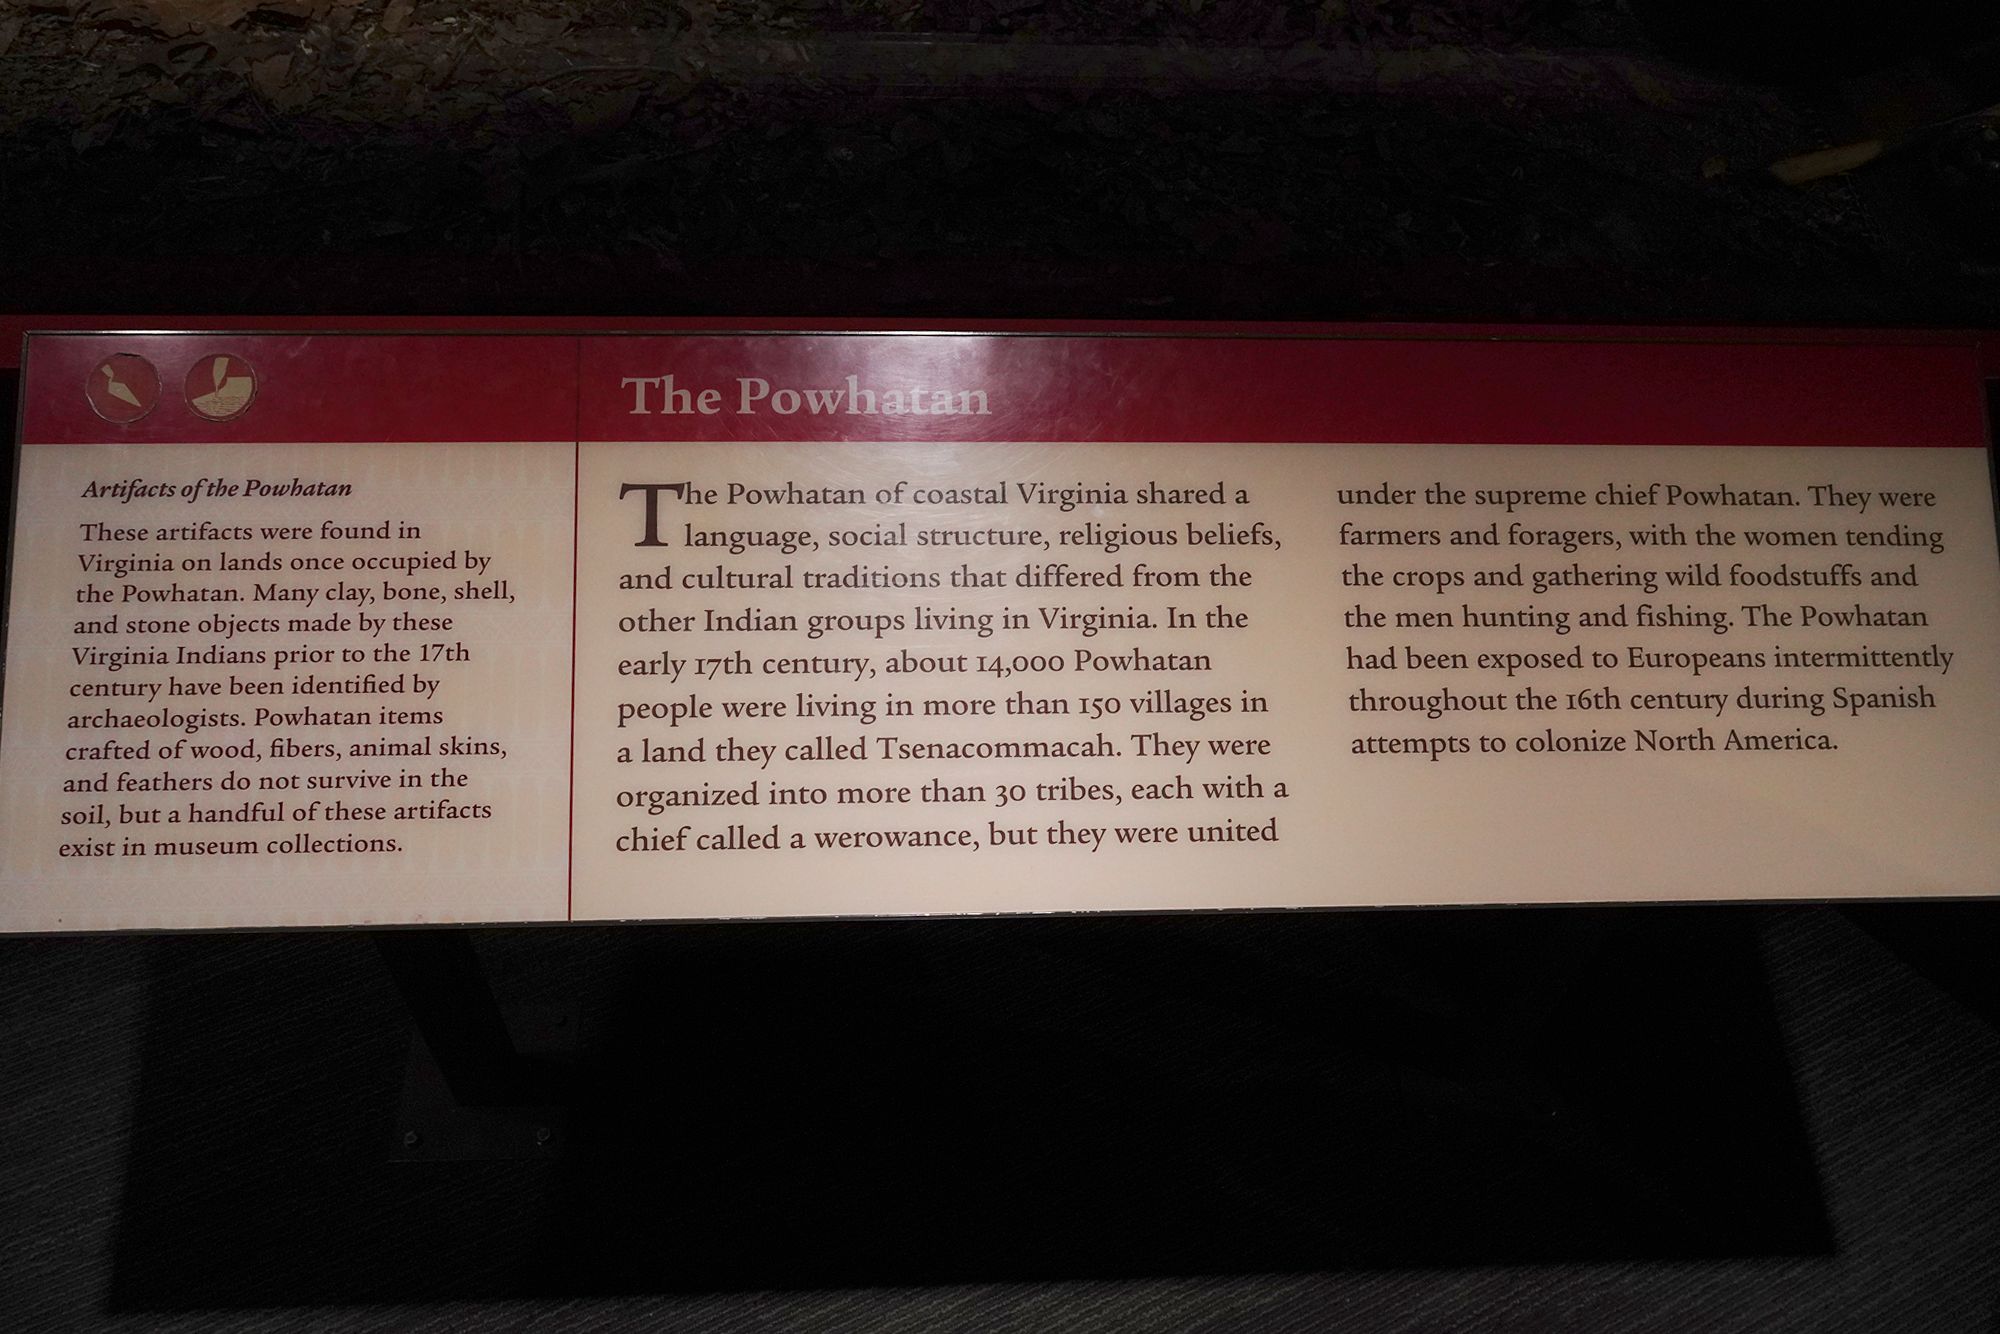 The Powhatan
Artifacts of the Powhatan
These artifacts were found in
Virginia on lands once occupied by
the Powhatan. Many clay, bone, shell,
and stone objects made by these
Virginia Indians prior to the 17th
century have been identified by
archaeologists. Powhatan items
crafted of wood, fibers, animal skins,
and feathers do not survive in the
soil, but a handful of these artifacts
exist in museum collections.
The Powhatan of coastal Virginia shared a
language, social structure, religious beliefs,
and cultural traditions that differed from the
other Indian groups living in Virginia. In the
early 17th century, about 14,000 Powhatan
people were living in more than 150 villages in
a land they called Tsenacommacah. They were
organized into more than 30 tribes, each with a
chief called a werowance, but they were united
under the supreme chief Powhatan. They were
farmers and foragers, with the women tending
the crops and gathering wild foodstuffs and
the men hunting and fishing. The Powhatan
had been exposed to Europeans intermittently
throughout the 16th century during Spanish
attempts to colonize North America.